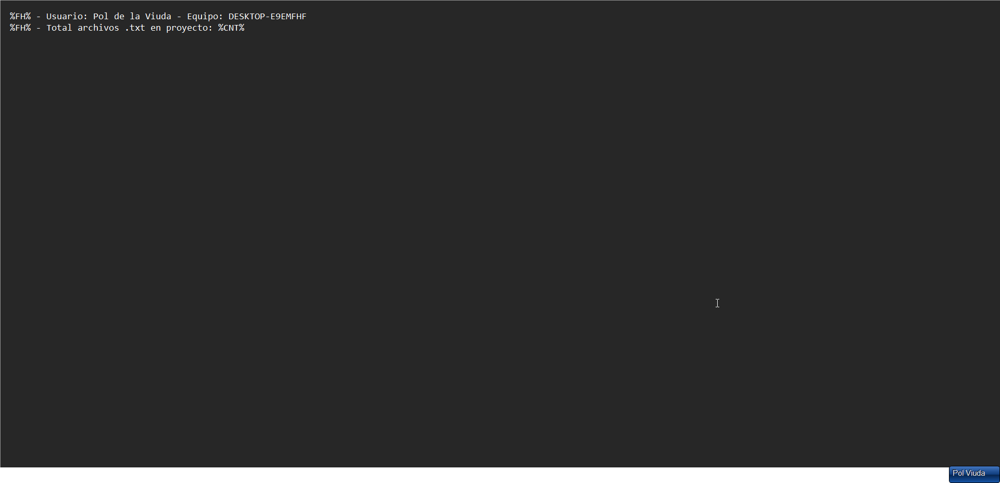 %FH% - Usuario: Pol de la Viuda - Equipo: DESKTOP-E9EMFHF
%FH% - Total archivos .txt en proyecto: %CNT%
Pol Viuda